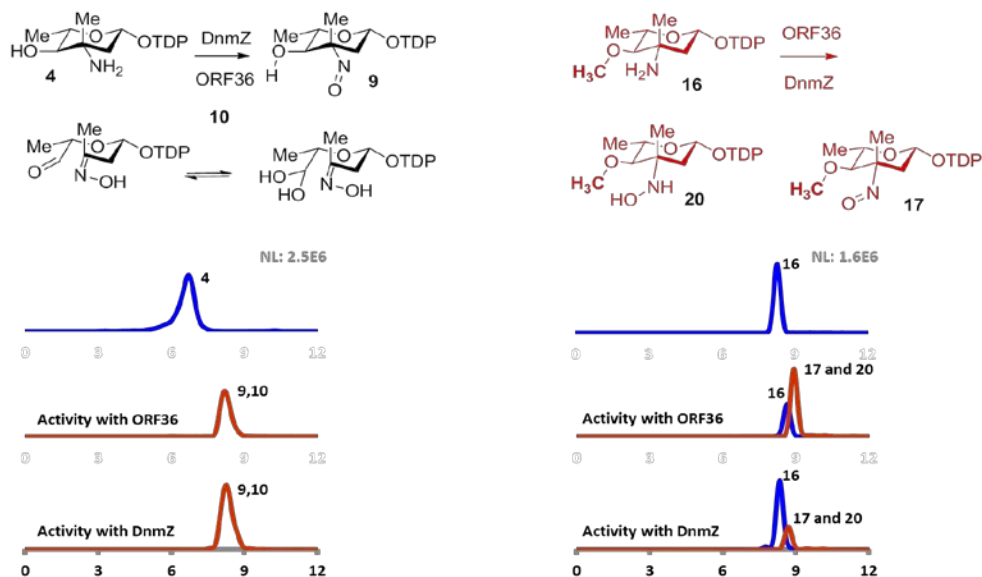 Me
Me
O
HO
NH₂
OTDP
4
DnmZ
ORF36
10
Me
Me
O
O
H
N
O
OTDP
9
Me
Me
O
O
N
OH
OTDP
Me
O
HO
HO
N
OH
OTDP
NL: 2.5E6
4
0 3 6 9 12
Activity with ORF36
9,10
0 3 6 9 12
Activity with DnmZ
9,10
0 3 6 9 12
Me
Me
O
O
H₃C
H₂N
OTDP
16
ORF36
DnmZ
Me
Me
O
O
H₃C
NH
HO
OTDP
20
Me
Me
O
O
H₃C
N
O
OTDP
17
NL: 1.6E6
16
0 3 6 9 12
17 and 20
16
Activity with ORF36
0 3 6 9 12
16
17 and 20
Activity with DnmZ
0 3 6 9 12